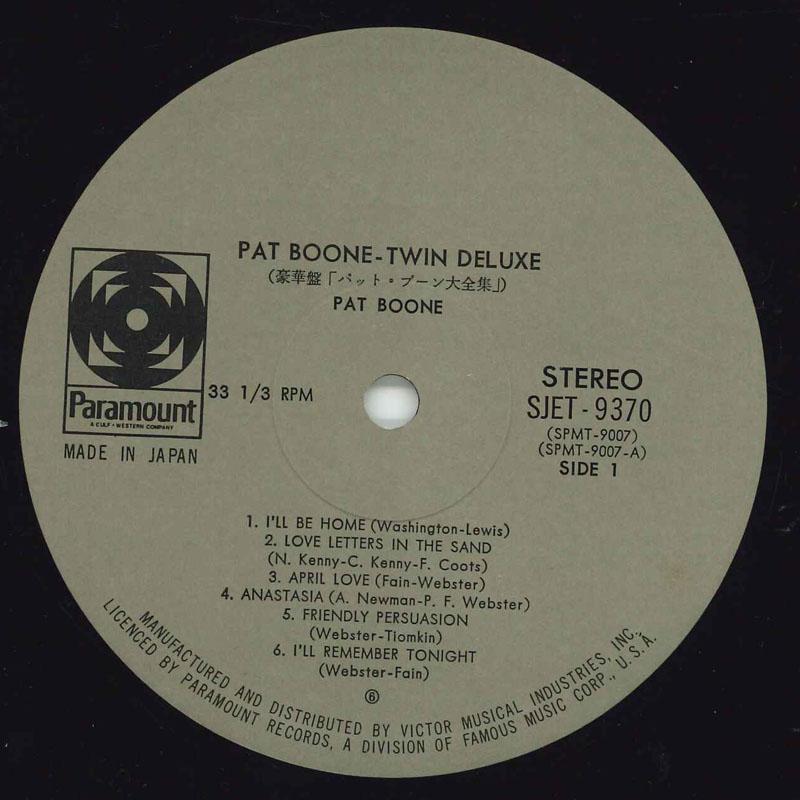 PAT BOONE-TWIN DELUXE
(豪華盤「パット・ブーン大全集」)
PAT BOONE
Paramount
A GULF+WESTERN COMPANY
MADE IN JAPAN
33 1/3 RPM
STEREO
SJET-9370
(SPMT-9007)
(SPMT-9007-A)
SIDE 1
1. I'LL BE HOME (Washington-Lewis)
2. LOVE LETTERS IN THE SAND
(N. Kenny-C. Kenny-F. Coots)
3. APRIL LOVE (Fain-Webster)
4. ANASTASIA (A. Newman-P. F. Webster)
5. FRIENDLY PERSUASION
(Webster-Tiomkin)
6. I'LL REMEMBER TONIGHT
(Webster-Fain)
⑥
MANUFACTURED AND DISTRIBUTED BY VICTOR MUSICAL INDUSTRIES, INC.
LICENCED BY PARAMOUNT RECORDS, A DIVISION OF FAMOUS MUSIC CORP., U.S.A.